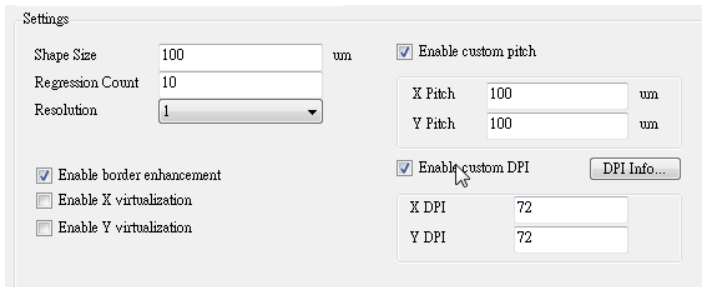 Settings
Shape Size 100 um
Regression Count 10
Resolution 1
Enable border enhancement
Enable X virtualization
Enable Y virtualization
Enable custom pitch
X Pitch 100 um
Y Pitch 100 um
Enable custom DPI DPI Info...
X DPI 72
Y DPI 72